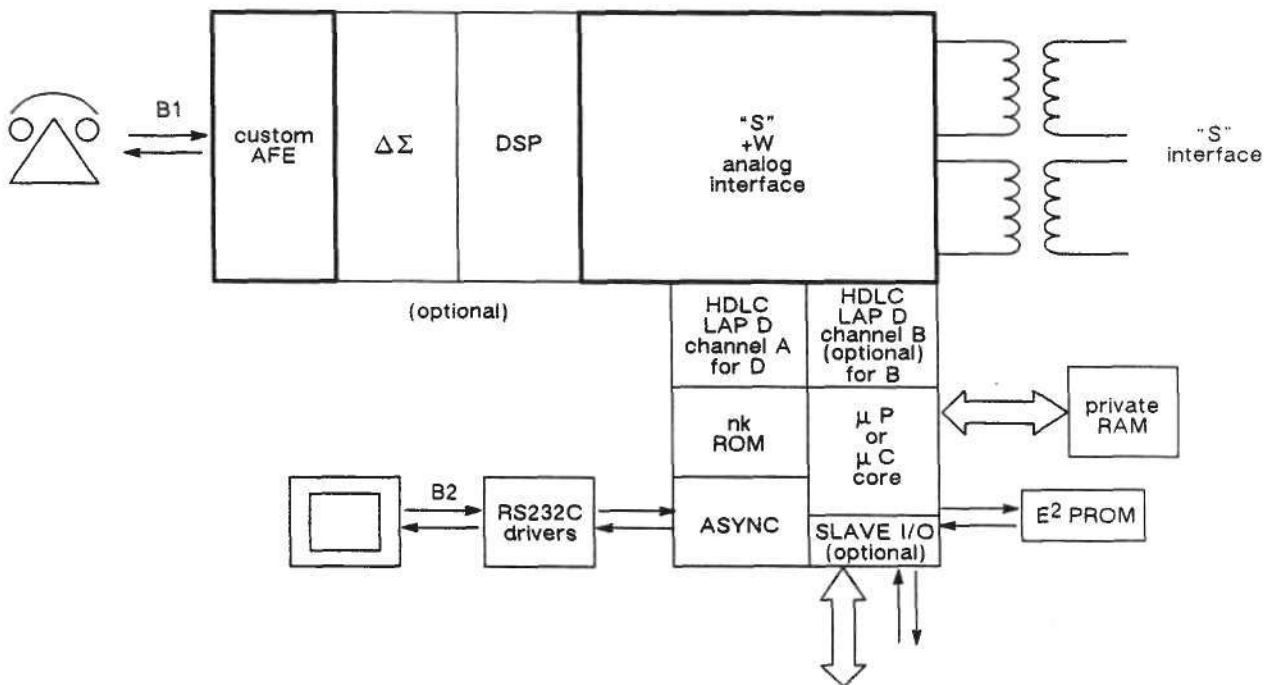 B1
custom
AFE
ΔΣ
DSP
"S"
+W
analog
interface
"S"
interface
(optional)
HDLC
LAP D
channel A
for D
HDLC
LAP D
channel B
(optional)
for B
nk
ROM
μ P
or
μ C
core
private
RAM
B2
RS232C
drivers
ASYNC
SLAVE I/O
(optional)
E² PROM